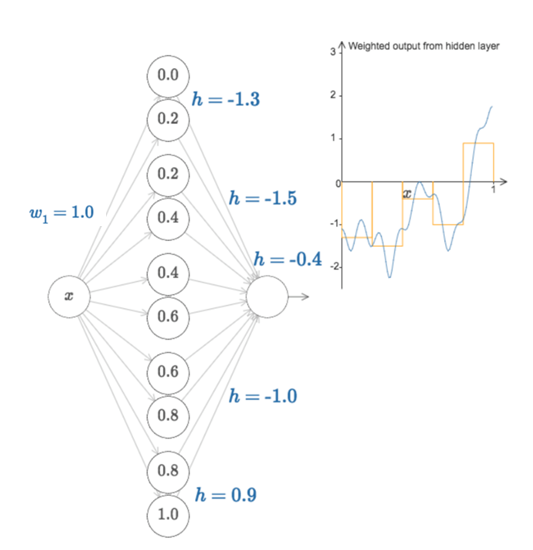 Weighted output from hidden layer
3
2
1
0
-1
-2
x
1
0.0
h = -1.3
0.2
0.2
h = -1.5
w₁ = 1.0
0.4
h = -0.4
0.4
x
0.6
0.6
h = -1.0
0.8
0.8
h = 0.9
1.0